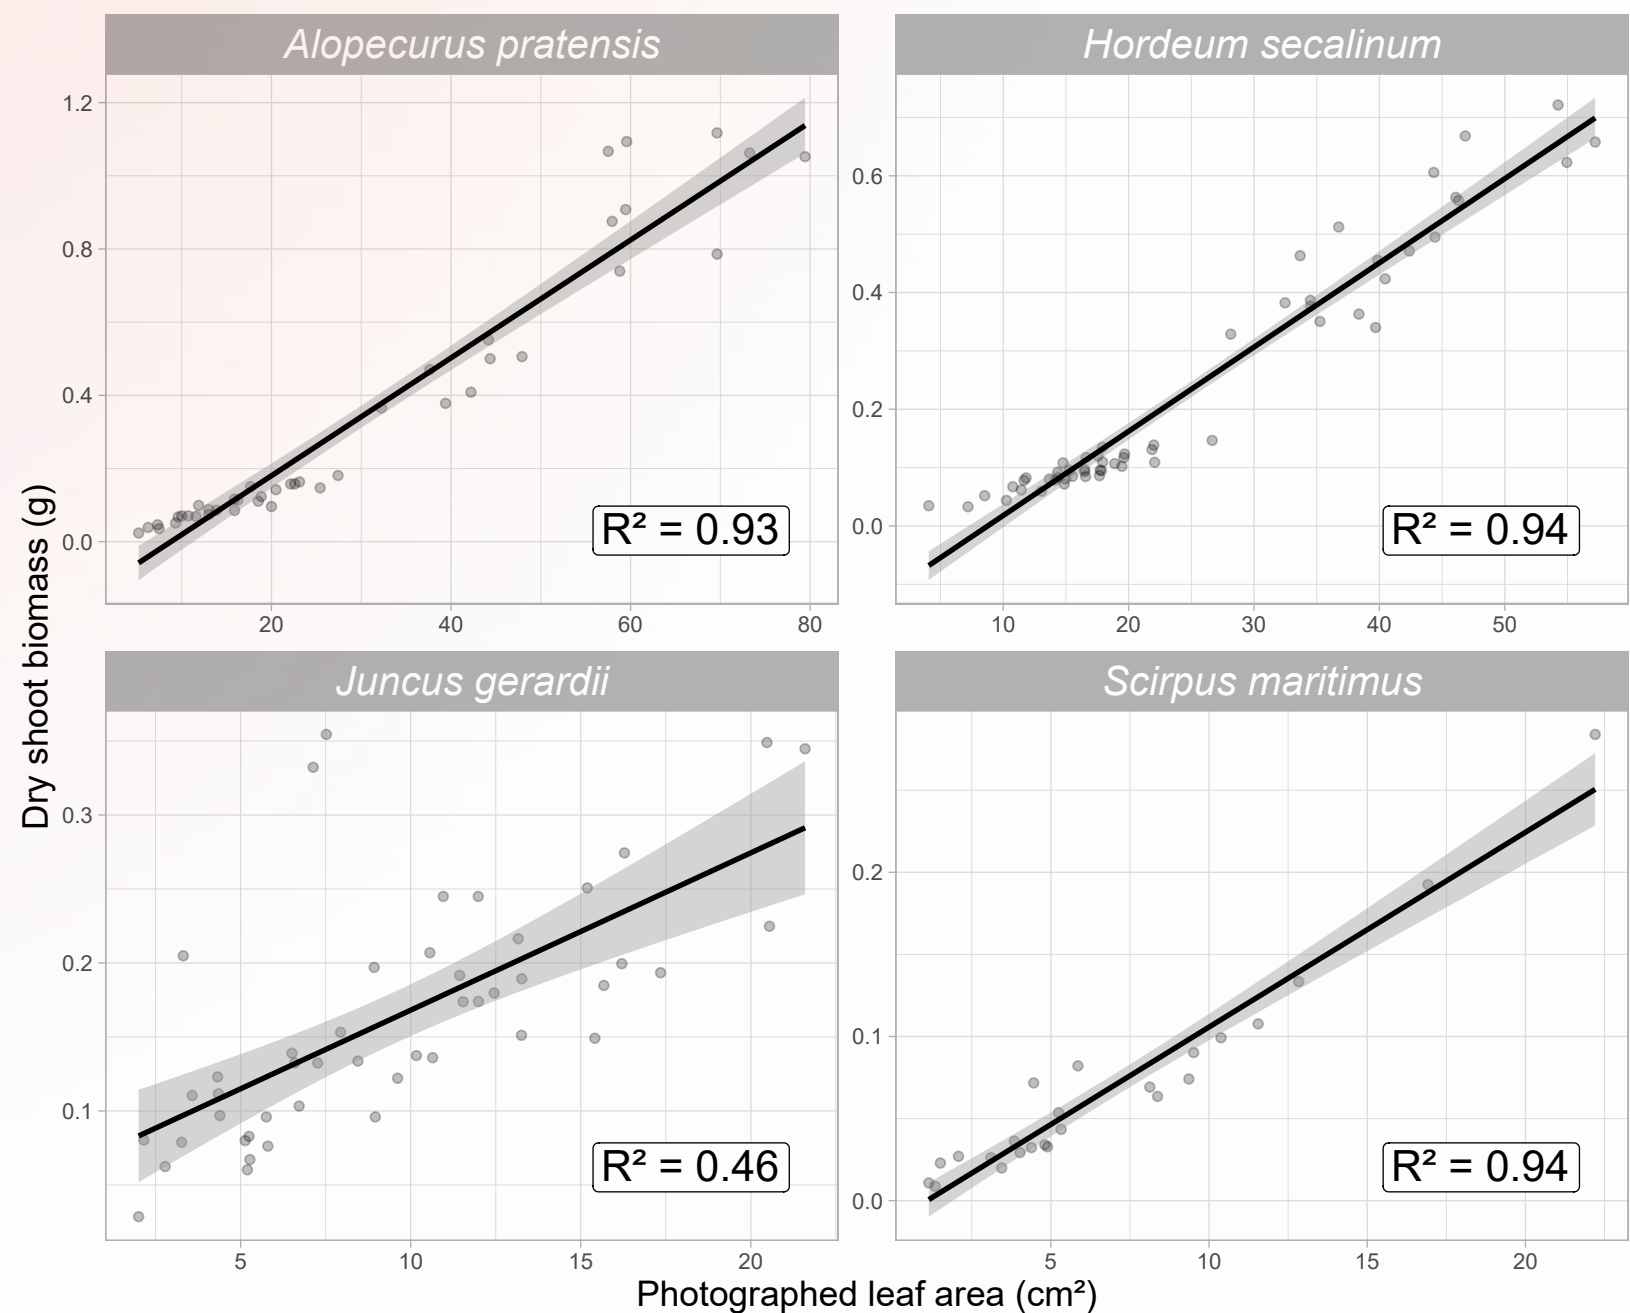 Alopecurus pratensis
Hordeum secalinum
1.2
0.8
0.4
0.0
R² = 0.93
20 40 60 80
0.6
0.4
0.2
0.0
R² = 0.94
10 20 30 40 50
Dry shoot biomass (g)
Juncus gerardii
Scirpus maritimus
0.3
0.2
0.1
R² = 0.46
5 10 15 20
0.2
0.1
0.0
R² = 0.94
5 10 15 20
Photographed leaf area (cm²)